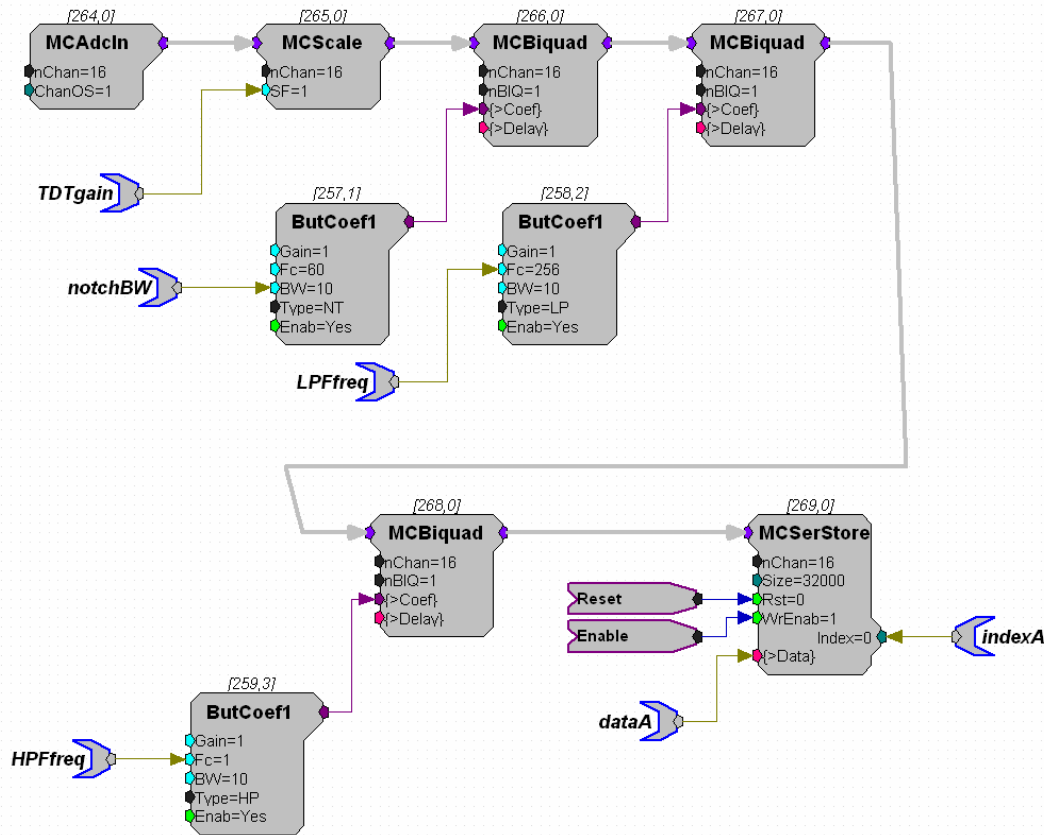 [264,0]
MCAdcIn
nChan=16
ChanOS=1
[265,0]
MCScale
nChan=16
SF=1
[266,0]
MCBiquad
nChan=16
nBIQ=1
{>Coef}
{>Delay}
[267,0]
MCBiquad
nChan=16
nBIQ=1
{>Coef}
{>Delay}
TDTgain
[257,1]
ButCoef1
Gain=1
Fc=60
BW=10
Type=NT
Enab=Yes
[258,2]
ButCoef1
Gain=1
Fc=256
BW=10
Type=LP
Enab=Yes
notchBW
LPFfreq
[268,0]
MCBiquad
nChan=16
nBIQ=1
{>Coef}
{>Delay}
[269,0]
MCSerStore
nChan=16
Size=32000
Rst=0
WrEnab=1
Index=0
{>Data}
Reset
Enable
indexA
dataA
[259,3]
ButCoef1
Gain=1
Fc=1
BW=10
Type=HP
Enab=Yes
HPFfreq